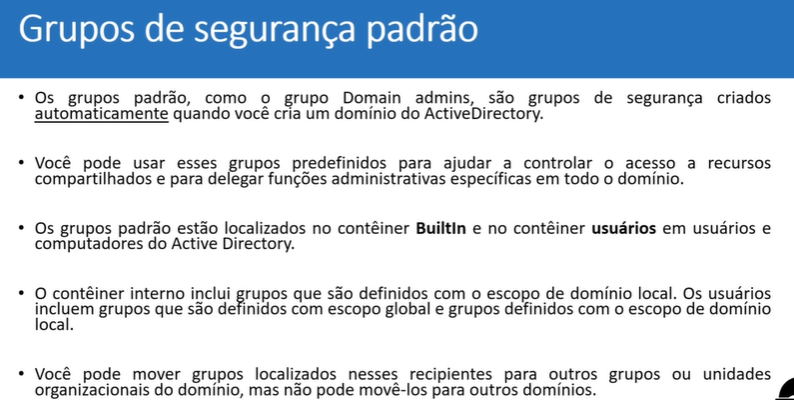 Grupos de segurança padrão
• Os grupos padrão, como o grupo Domain admins, são grupos de segurança criados
automaticamente quando você cria um domínio do ActiveDirectory.
• Você pode usar esses grupos predefinidos para ajudar a controlar o acesso a recursos
compartilhados e para delegar funções administrativas específicas em todo o domínio.
• Os grupos padrão estão localizados no contêiner BuiltIn e no contêiner usuários em usuários e
computadores do Active Directory.
• O contêiner interno inclui grupos que são definidos com o escopo de domínio local. Os usuários
incluem grupos que são definidos com escopo global e grupos definidos com o escopo de domínio
local.
• Você pode mover grupos localizados nesses recipientes para outros grupos ou unidades
organizacionais do domínio, mas não pode movê-los para outros domínios.